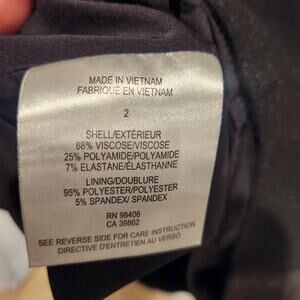 MADE IN VIETNAM
FABRIQUÉ EN VIETNAM
2
SHELL/EXTÉRIEUR
68% VISCOSE/VISCOSE
25% POLYAMIDE/POLYAMIDE
7% ELASTANE/ÉLASTHANNE
LINING/DOUBLURE
95% POLYESTER/POLYESTER
5% SPANDEX/ SPANDEX
RN 98406
CA 39862
SEE REVERSE SIDE FOR CARE INSTRUCTION
DIRECTIVE D'ENTRETIEN AU VERSO